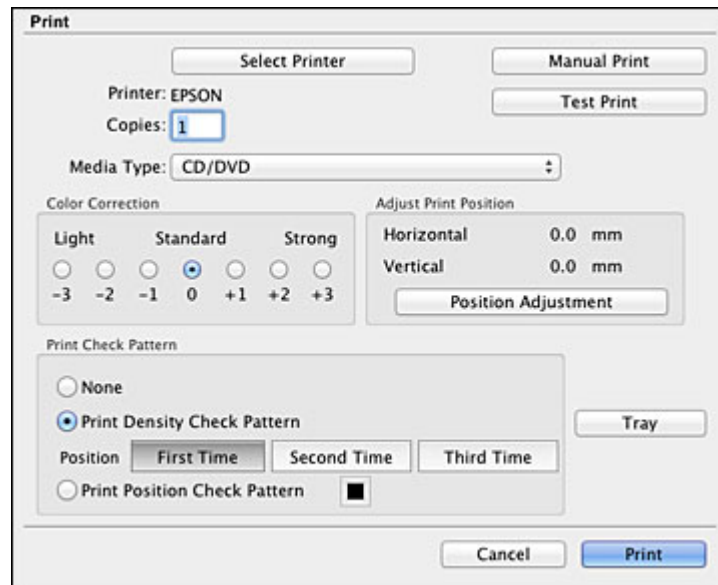 Print
Select Printer
Manual Print
Printer: EPSON
Test Print
Copies: 1
Media Type: CD/DVD
Color Correction
Light Standard Strong
-3 -2 -1 0 +1 +2 +3
Adjust Print Position
Horizontal 0.0 mm
Vertical 0.0 mm
Position Adjustment
Print Check Pattern
None
Print Density Check Pattern
Tray
Position First Time Second Time Third Time
Print Position Check Pattern
Cancel Print